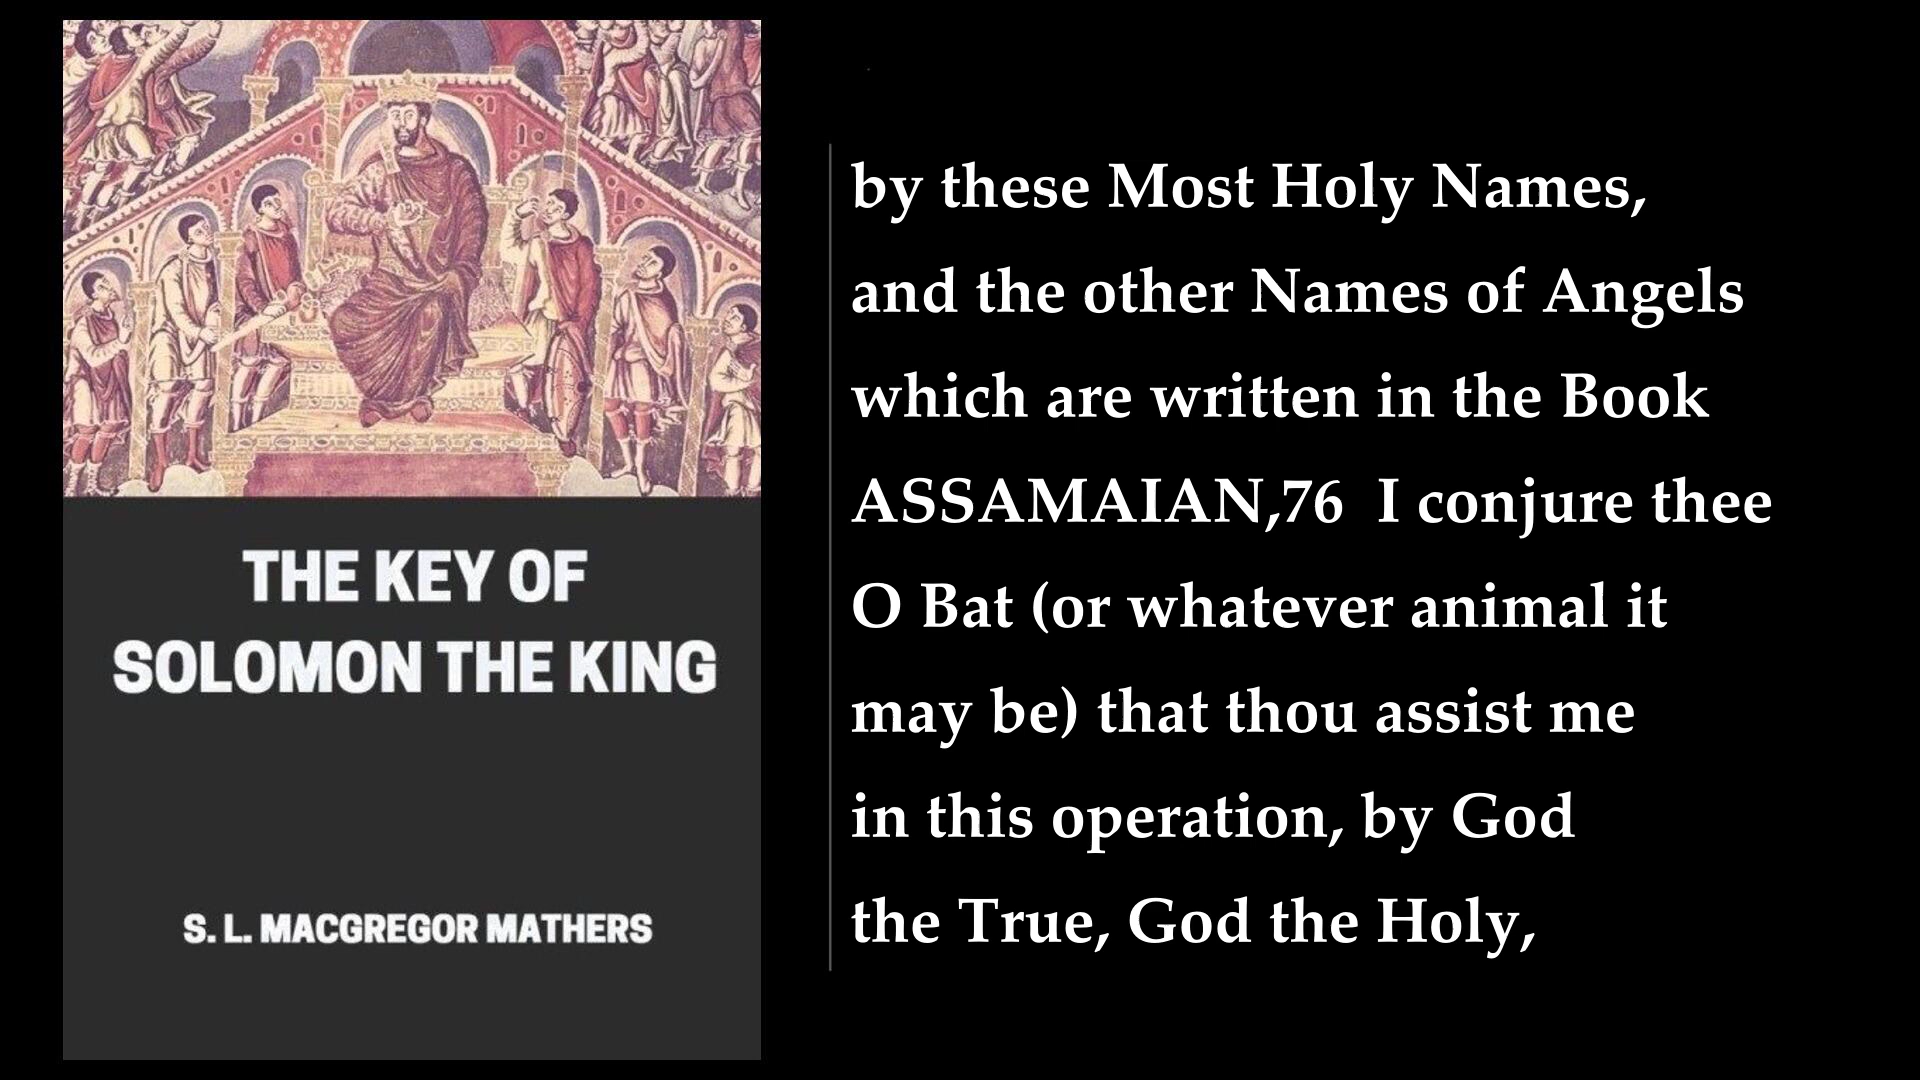 THE KEY OF
SOLOMON THE KING
S. L. MACGREGOR MATHERS
by these Most Holy Names,
and the other Names of Angels
which are written in the Book
ASSAMAIAN,76  I conjure thee
O Bat (or whatever animal it
may be) that thou assist me
in this operation, by God
the True, God the Holy,